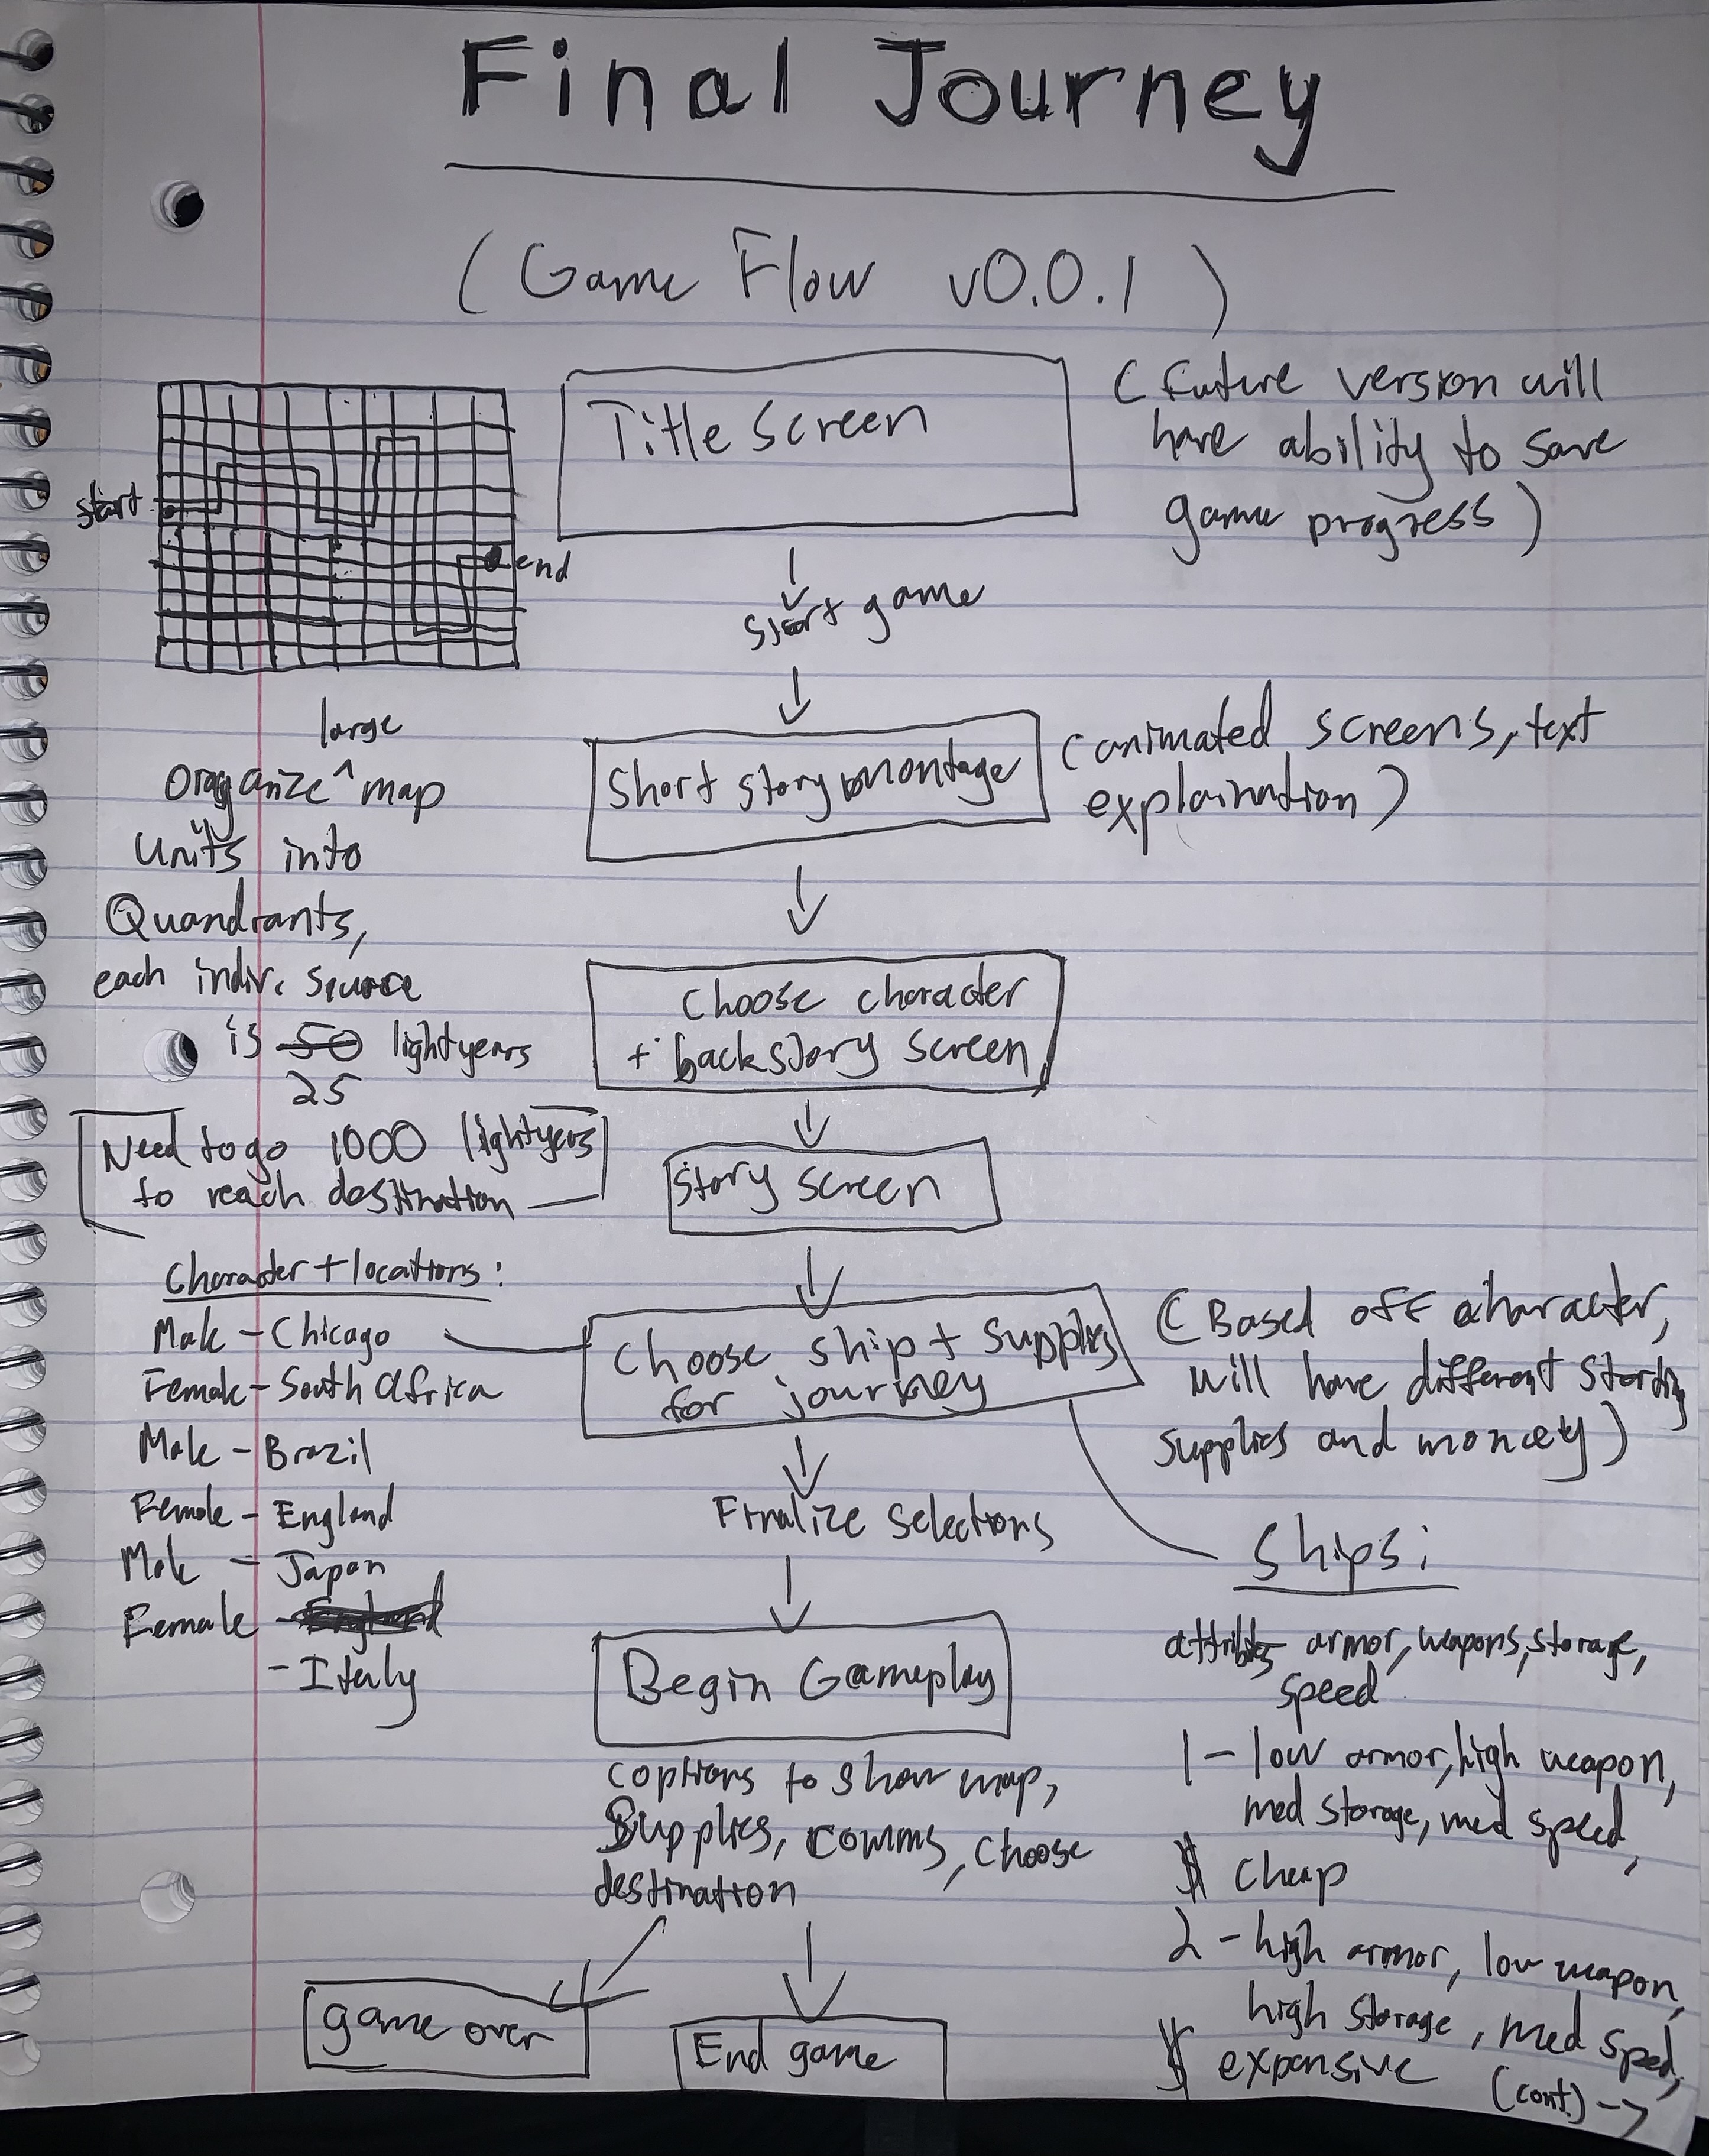 Final Journey
(Game Flow v0.0.1)
Title screen
(future version will
have ability to save
game progress)
start
end
start game
large
organize ^ map
units into
Quandrants,
each indiv. square
is 50 lightyears
25
Need to go 1000 lightyers
to reach destination
Short story montage
(animated screens, text
explaination)
Choose character
+ backstory screen
Story screen
Character + locations:
Male - Chicago
Female - South Africa
Male - Brazil
Female - England
Male - Japan
Female - England
- Italy
Choose ship + supplies
for journey
(Based off character,
will have different starting
supplies and moncey)
Finalize selections
Begin Gameplay
(options to show map,
Supplies, comms, choose
destination
game over
End game
Ships:
attributes armor, weapons, storage,
speed
1 - low armor, high weapon,
med storage, med speed,
$ cheap
2 - high armor, low weapon,
high storage, med sped,
$ expansive
(cont.) ->